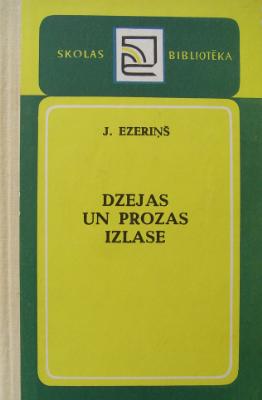 SKOLAS BIBLIOTĒKA
J. EZERIŅŠ
DZEJAS
UN PROZAS
IZLASE